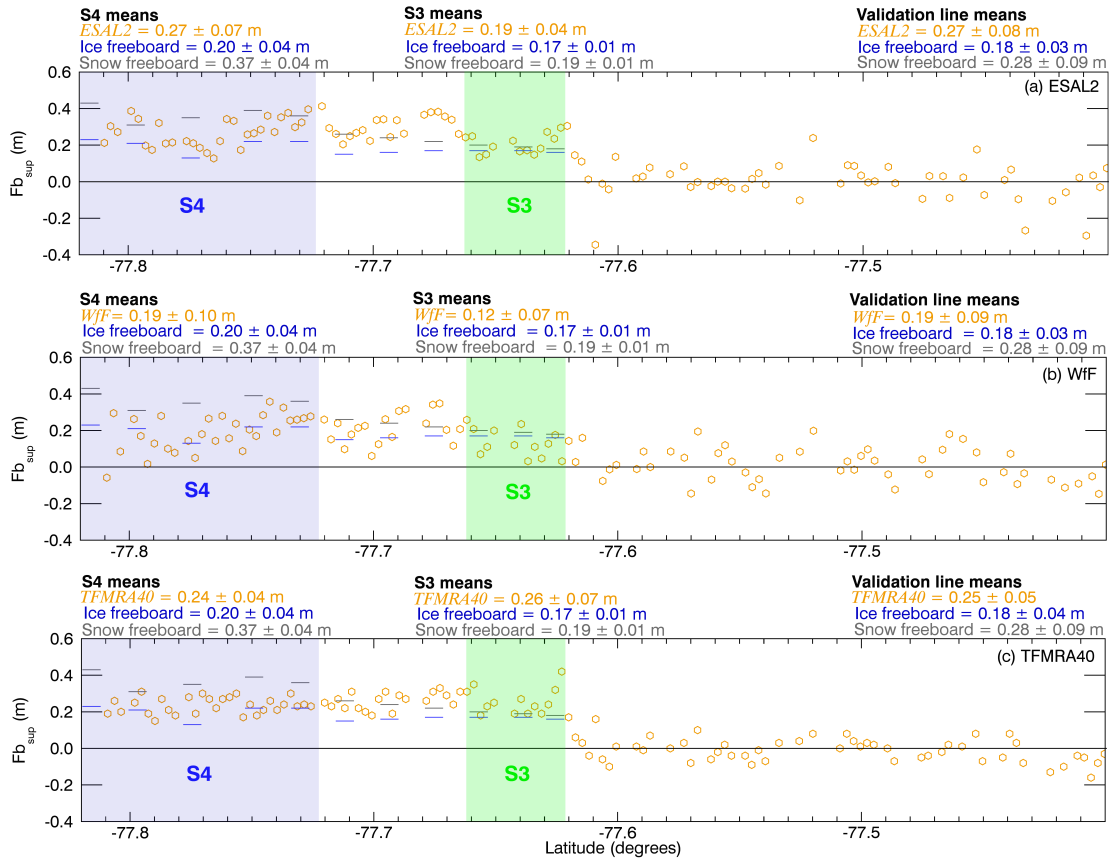 S4 means
ESAL2 = 0.27 ± 0.07 m
Ice freeboard = 0.20 ± 0.04 m
Snow freeboard = 0.37 ± 0.04 m
S3 means
ESAL2 = 0.19 ± 0.04 m
Ice freeboard = 0.17 ± 0.01 m
Snow freeboard = 0.19 ± 0.01 m
Validation line means
ESAL2 = 0.27 ± 0.08 m
Ice freeboard = 0.18 ± 0.03 m
Snow freeboard = 0.28 ± 0.09 m
(a) ESAL2
0.6
0.4
0.2
0.0
-0.2
-0.4
Fbsup (m)
S4
S3
-77.8
-77.7
-77.6
-77.5
S4 means
WfF= 0.19 ± 0.10 m
Ice freeboard = 0.20 ± 0.04 m
Snow freeboard = 0.37 ± 0.04 m
S3 means
WfF= 0.12 ± 0.07 m
Ice freeboard = 0.17 ± 0.01 m
Snow freeboard = 0.19 ± 0.01 m
Validation line means
WfF= 0.19 ± 0.09 m
Ice freeboard = 0.18 ± 0.03 m
Snow freeboard = 0.28 ± 0.09 m
(b) WfF
0.6
0.4
0.2
0.0
-0.2
-0.4
Fbsup (m)
S4
S3
-77.8
-77.7
-77.6
-77.5
S4 means
TFMRA40 = 0.24 ± 0.04 m
Ice freeboard = 0.20 ± 0.04 m
Snow freeboard = 0.37 ± 0.04 m
S3 means
TFMRA40 = 0.26 ± 0.07 m
Ice freeboard = 0.17 ± 0.01 m
Snow freeboard = 0.19 ± 0.01 m
Validation line means
TFMRA40 = 0.25 ± 0.05
Ice freeboard = 0.18 ± 0.04 m
Snow freeboard = 0.28 ± 0.09 m
(c) TFMRA40
0.6
0.4
0.2
0.0
-0.2
-0.4
Fbsup (m)
S4
S3
-77.8
-77.7
-77.6
-77.5
Latitude (degrees)